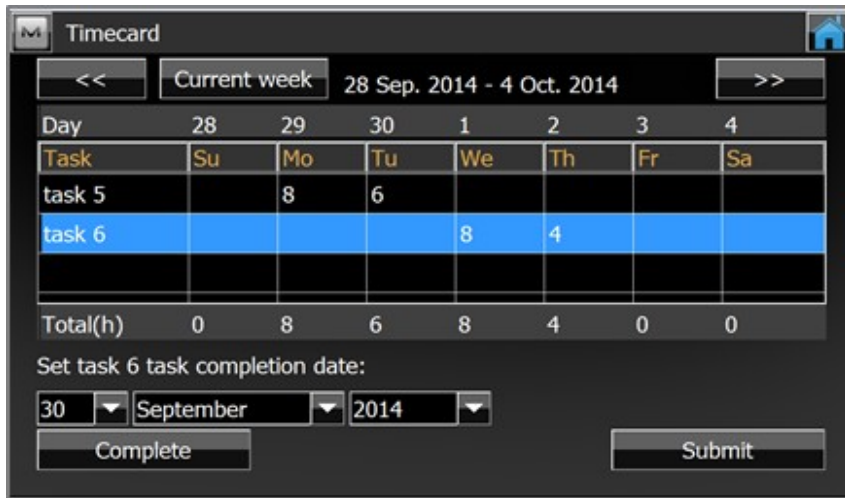 Timecard
<< Current week 28 Sep. 2014 - 4 Oct. 2014 >>
Day 28 29 30 1 2 3 4
Task Su Mo Tu We Th Fr Sa
task 5 8 6
task 6 8 4
Total(h) 0 8 6 8 4 0 0
Set task 6 task completion date:
30 September 2014
Complete Submit